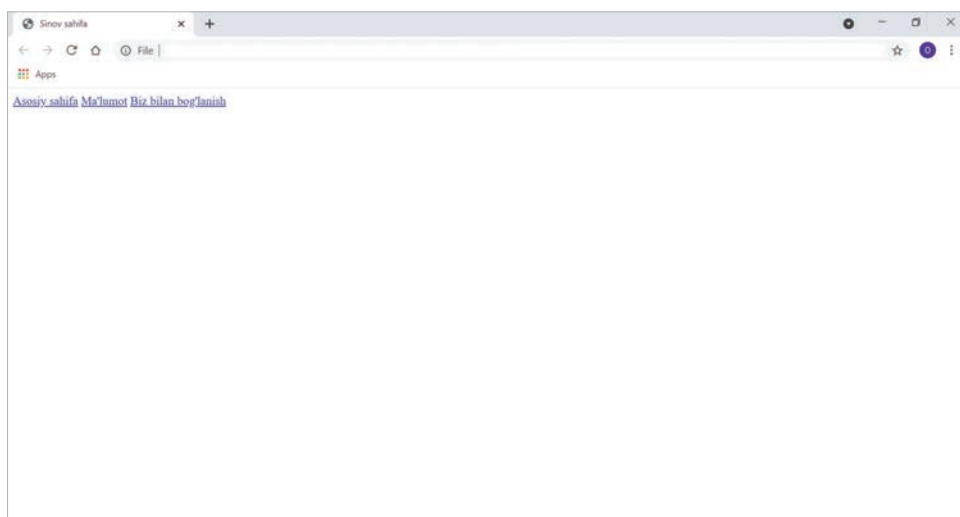 Sinov sahifa
File
O
Apps
Asosiy sahifa Ma'lumot Biz bilan bog'lanish